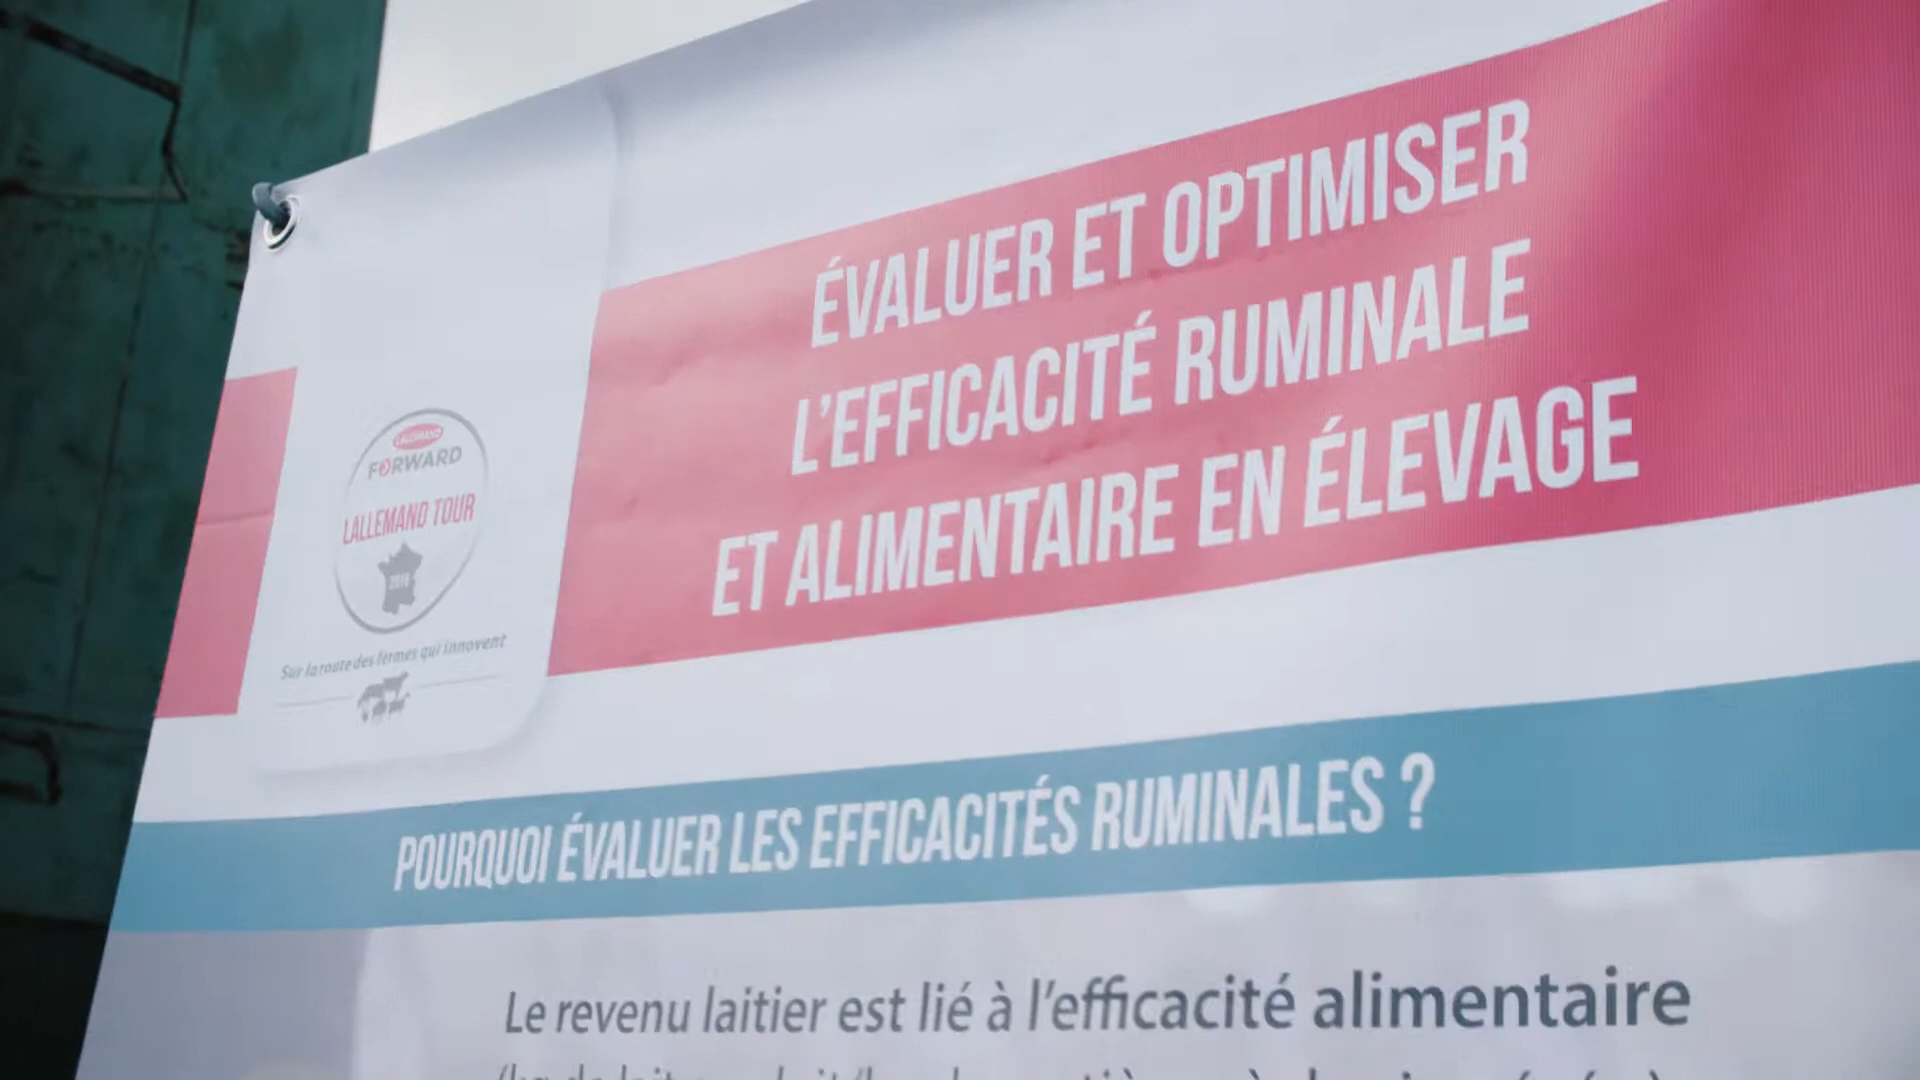 ÉVALUER ET OPTIMISER
L'EFFICACITÉ RUMINALE
ET ALIMENTAIRE EN ÉLEVAGE
LALLEMAND
FORWARD
LALLEMAND TOUR
Sur la route des fermes qui innovent
POURQUOI ÉVALUER LES EFFICACITÉS RUMINALES ?
Le revenu laitier est lié à l'efficacité alimentaire